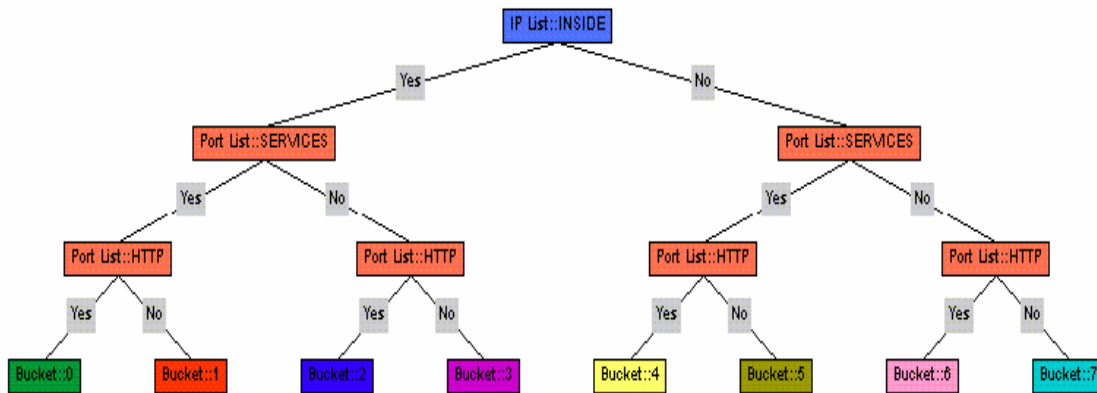 IP List::INSIDE
Yes
No
Port List::SERVICES
Port List::SERVICES
Yes
No
Yes
No
Port List::HTTP
Port List::HTTP
Port List::HTTP
Port List::HTTP
Yes
No
Yes
No
Yes
No
Yes
No
Bucket::0
Bucket::1
Bucket::2
Bucket::3
Bucket::4
Bucket::5
Bucket::6
Bucket::7